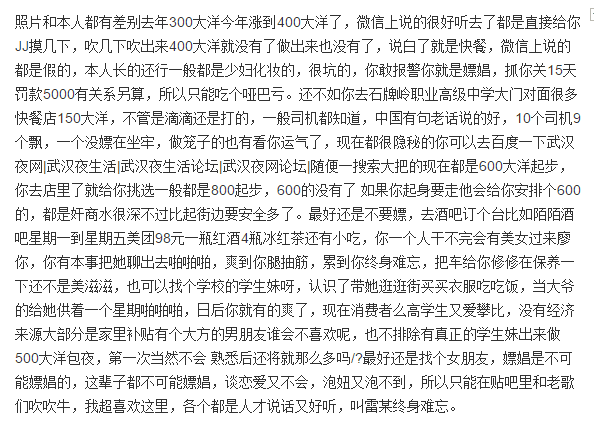 照片和本人都有差别去年300大洋今年涨到400大洋了，微信上说的很好听去了都是直接给你
JJ摸几下，吹几下吹出来400大洋就没有了做出来也没有了，说白了就是快餐，微信上说的
都是假的，本人长的还行一般都是少妇化妆的，很坑的，你敢报警你就是嫖娼，抓你关15天
罚款5000有关系另算，所以只能吃个哑巴亏。还不如你去石牌岭职业高级中学大门对面很多
快餐店150大洋，不管是滴滴还是打的，一般司机都知道，中国有句老话说的好，10个司机9
个飘，一个没嫖在坐牢，做笼子的也有看你运气了，现在都很隐秘的你可以去百度一下武汉
夜网|武汉夜生活|武汉夜生活论坛|武汉夜网论坛|随便一搜索大把的现在都是600大洋起步，
你去店里了就给你挑选一般都是800起步，600的没有了 如果你起身要走他会给你安排个600
的，都是奸商水很深不过比起街边要安全多了。最好还是不要嫖，去酒吧订个台比如陌陌酒
吧星期一到星期五美团98元一瓶红酒4瓶冰红茶还有小吃，你一个人干不完会有美女过来廖
你，你有本事把她聊出去啪啪啪，爽到你腿抽筋，累到你终身难忘，把车给你修修在保养一
下还不是美滋滋，也可以找个学校的学生妹呀，认识了带她逛逛街买买衣服吃吃饭，当大爷
的给她供着一个星期啪啪啪，日后你就有的爽了，现在消费者么高学生又爱攀比，没有经济
来源大部分是家里补贴有个大方的男朋友谁会不喜欢呢，也不排除有真正的学生妹出来做
500大洋包夜，第一次当然不会 熟悉后还将就那么多吗/?最好还是找个女朋友，嫖娼是不可
能嫖娼的，这辈子都不可能嫖娼，谈恋爱又不会，泡妞又泡不到，所以只能在贴吧里和老歌
们吹吹牛，我超喜欢这里，各个都是人才说话又好听，叫雷某终身难忘。